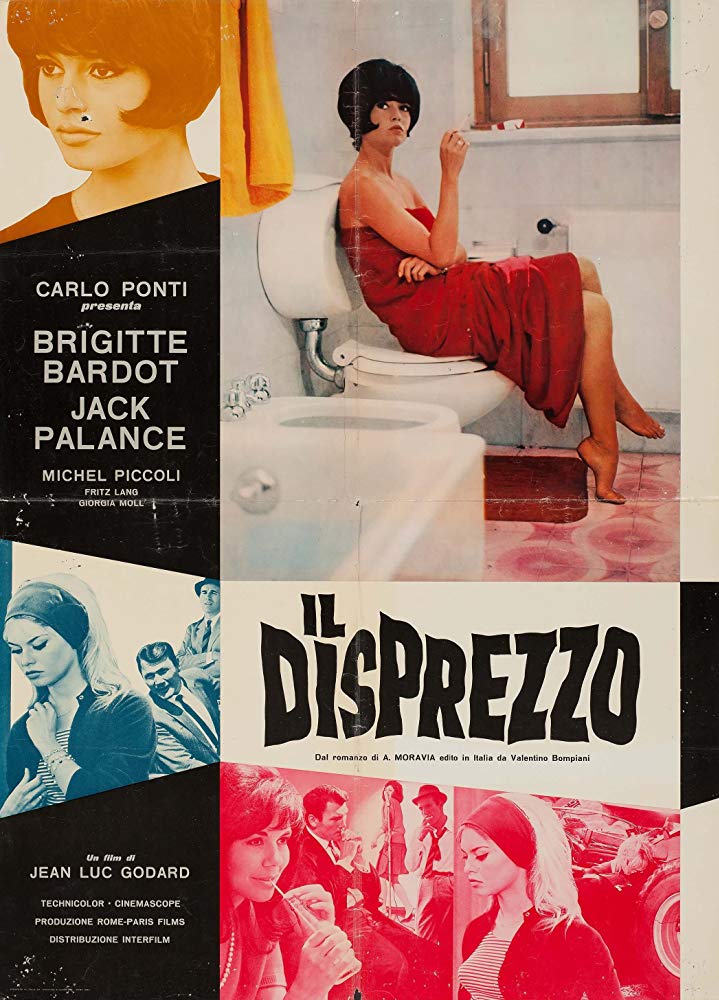 CARLO PONTI
presenta
BRIGITTE
BARDOT
JACK
PALANCE
MICHEL PICCOLI
FRITZ LANG
GIORGIA MOLL
IL
DISPREZZO
Dal romanzo di A. MORAVIA edito in Italia da Valentino Bompiani
Un film di
JEAN LUC GODARD
TECHNICOLOR · CINEMASCOPE
PRODUZIONE ROME-PARIS FILMS
DISTRIBUZIONE INTERFILM